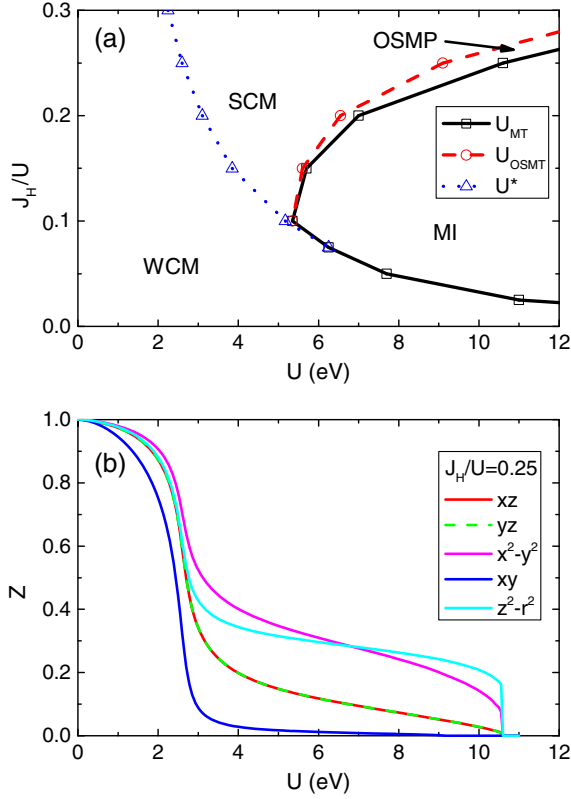 (a)
OSMP
SCM
U_MT
U_OSMT
U*
WCM
MI
J_H/U
0.3
0.2
0.1
0.0
0 2 4 6 8 10 12
U (eV)
(b)
J_H/U=0.25
xz
yz
x²-y²
xy
z²-r²
Z
1.0
0.8
0.6
0.4
0.2
0.0
0 2 4 6 8 10 12
U (eV)